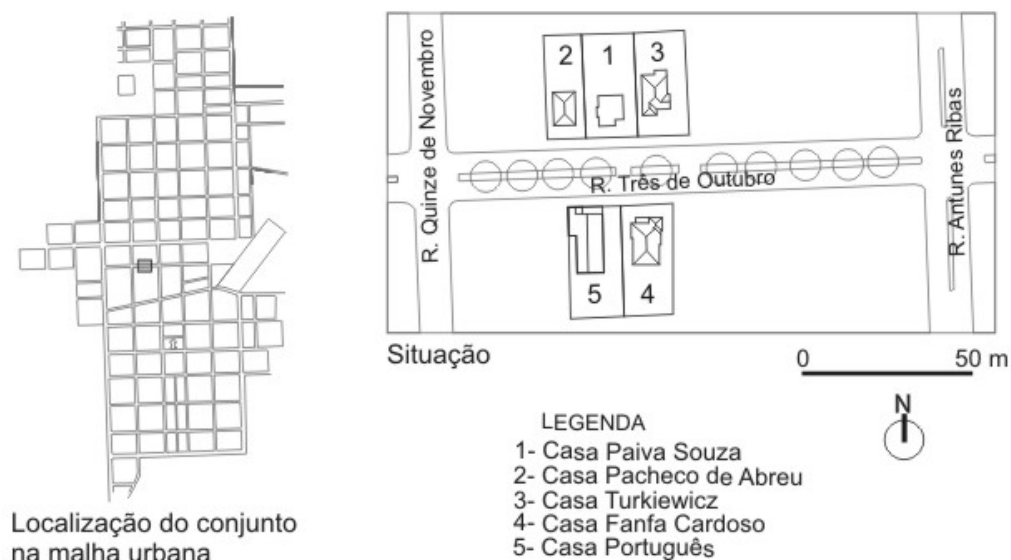 2
1
3
R. Quinze de Novembro
R. Três de Outubro
R. Antunes Ribas
5
4
Situação
0 50 m
N
LEGENDA
1- Casa Paiva Souza
2- Casa Pacheco de Abreu
3- Casa Turkiewicz
4- Casa Fanfa Cardoso
5- Casa Português
Localização do conjunto
na malha urbana